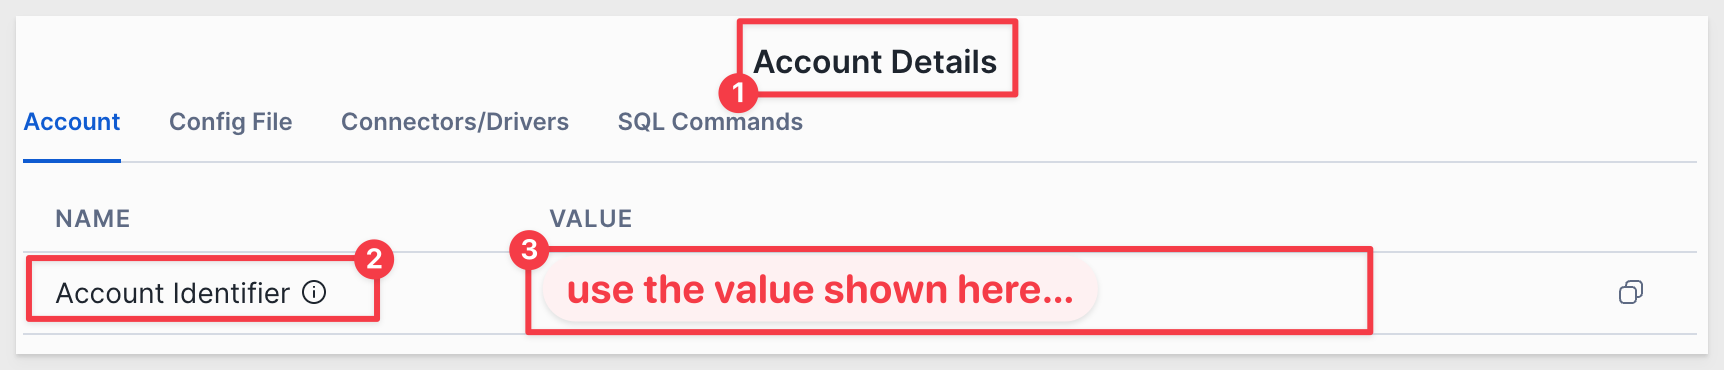 Account Details
1
Account Config File Connectors/Drivers SQL Commands
NAME VALUE
2 3
Account Identifier use the value shown here...